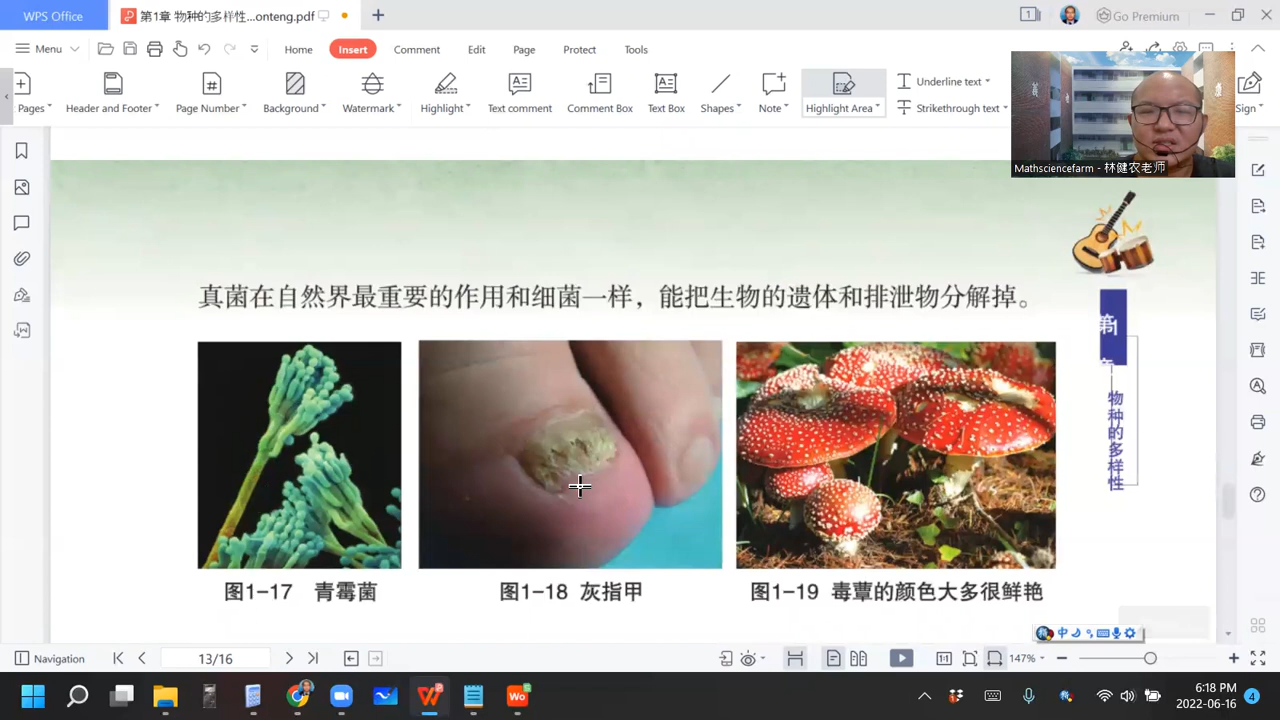 WPS Office
第1章 物种的多样性...onteng.pdf
1
Go Premium
Menu
Home
Insert
Comment
Edit
Page
Protect
Tools
Pages
Header and Footer
Page Number
Background
Watermark
Highlight
Text comment
Comment Box
Text Box
Shapes
Note
Highlight Area
Underline text
Strikethrough text
Sign
Mathsciencefarm - 林健农老师
真菌在自然界最重要的作用和细菌一样，能把生物的遗体和排泄物分解掉。
物种的多样性
图1-17 青霉菌
图1-18 灰指甲
图1-19 毒蕈的颜色大多很鲜艳
中
Navigation
13/16
1:1
147%
W
Wo
6:18 PM
2022-06-16
4